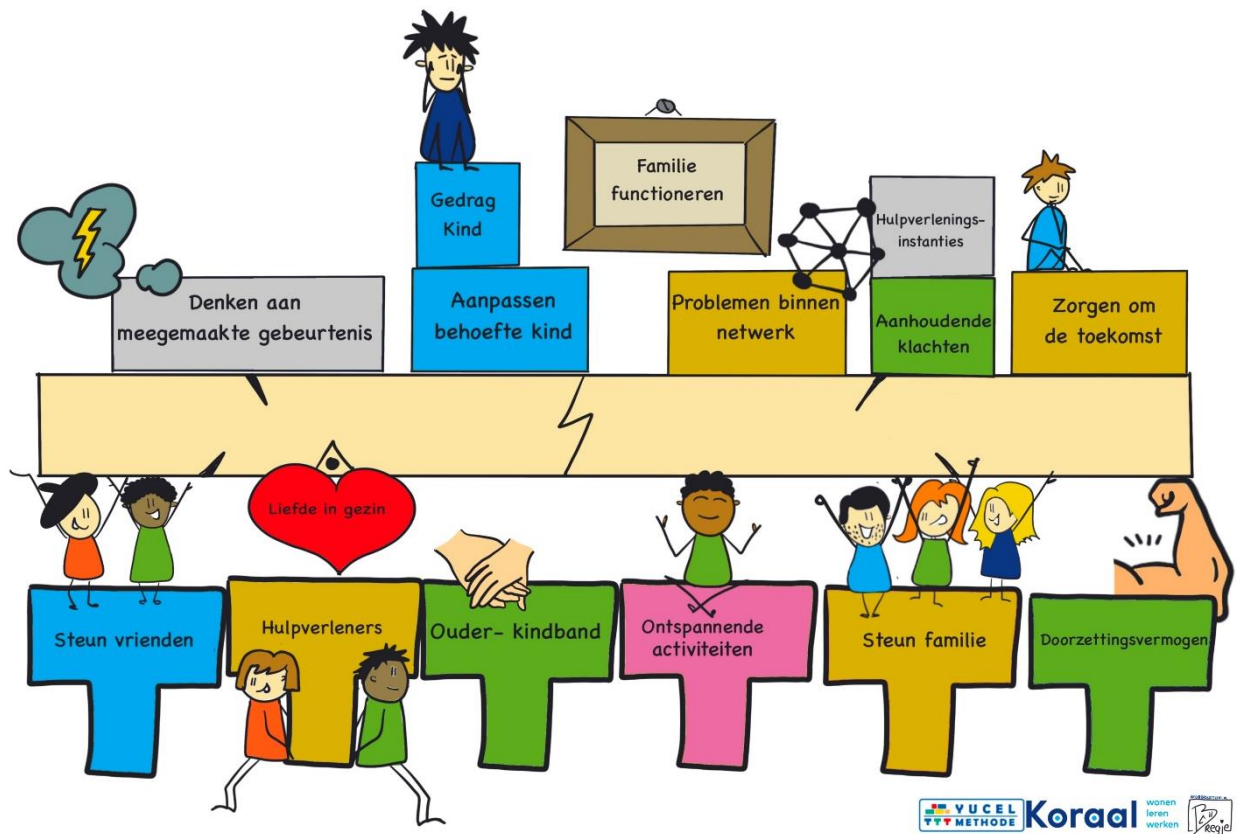 Gedrag
Kind
Familie
functioneren
Hulpverlenings-
instanties
Denken aan
meegemaakte gebeurtenis
Aanpassen
behoefte kind
Problemen binnen
netwerk
Aanhoudende
klachten
Zorgen om
de toekomst
Liefde in gezin
Steun vrienden
Hulpverleners
Ouder- kindband
Ontspannende
activiteiten
Steun familie
Doorzettingsvermogen
YUCEL
METHODE
Koraal
wonen
leren
werken
Regie